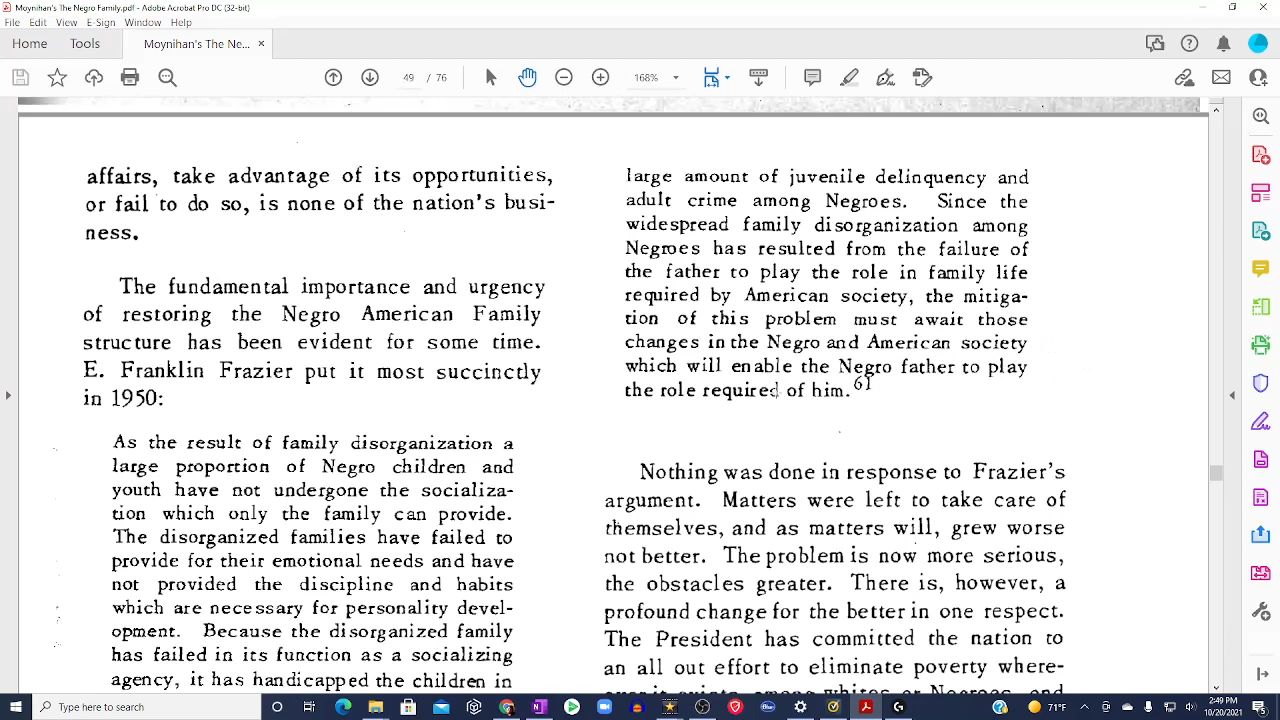 Moynihan's The Negro Family.pdf - Adobe Acrobat Pro DC (32-bit)
File Edit View E-Sign Window Help
Home Tools Moynihan's The Ne... ×
49 / 76 168%
affairs, take advantage of its opportunities,
or fail to do so, is none of the nation's busi-
ness.
The fundamental importance and urgency
of restoring the Negro American Family
structure has been evident for some time.
E. Franklin Frazier put it most succinctly
in 1950:
As the result of family disorganization a
large proportion of Negro children and
youth have not undergone the socializa-
tion which only the family can provide.
The disorganized families have failed to
provide for their emotional needs and have
not provided the discipline and habits
which are necessary for personality devel-
opment. Because the disorganized family
has failed in its function as a socializing
agency, it has handicapped the children in
large amount of juvenile delinquency and
adult crime among Negroes. Since the
widespread family disorganization among
Negroes has resulted from the failure of
the father to play the role in family life
required by American society, the mitiga-
tion of this problem must await those
changes in the Negro and American society
which will enable the Negro father to play
the role required of him.61
Nothing was done in response to Frazier's
argument. Matters were left to take care of
themselves, and as matters will, grew worse
not better. The problem is now more serious,
the obstacles greater. There is, however, a
profound change for the better in one respect.
The President has committed the nation to
an all out effort to eliminate poverty where-
ever it exists, among whites or Negroes, and
Type here to search
71°F
2:49 PM
10/20/2021